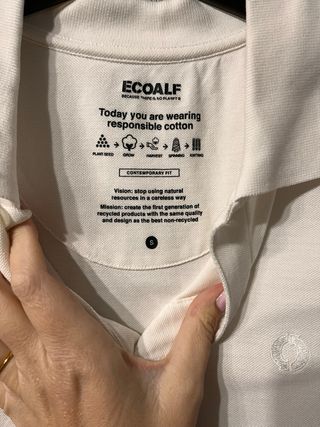 ECOALF
BECAUSE THERE IS NO PLANET B
Today you are wearing
responsible cotton
PLANT SEED GROW HARVEST SPINNING KNITTING
CONTEMPORARY FIT
Vision: stop using natural
resources in a careless way
Mission: create the first generation of
recycled products with the same quality
and design as the best non-recycled
S